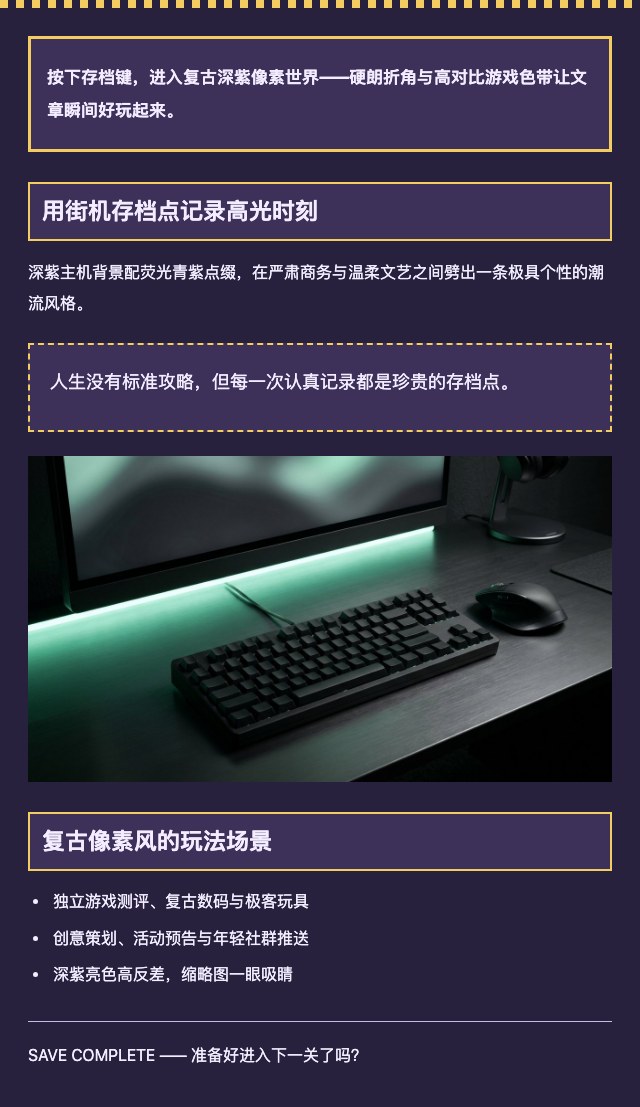 按下存档键，进入复古深紫像素世界——硬朗折角与高对比游戏色带让文
章瞬间好玩起来。
用街机存档点记录高光时刻
深紫主机背景配荧光青紫点缀，在严肃商务与温柔文艺之间劈出一条极具个性的潮
流风格。
人生没有标准攻略，但每一次认真记录都是珍贵的存档点。
复古像素风的玩法场景
• 独立游戏测评、复古数码与极客玩具
• 创意策划、活动预告与年轻社群推送
• 深紫亮色高反差，缩略图一眼吸睛
SAVE COMPLETE —— 准备好进入下一关了吗？